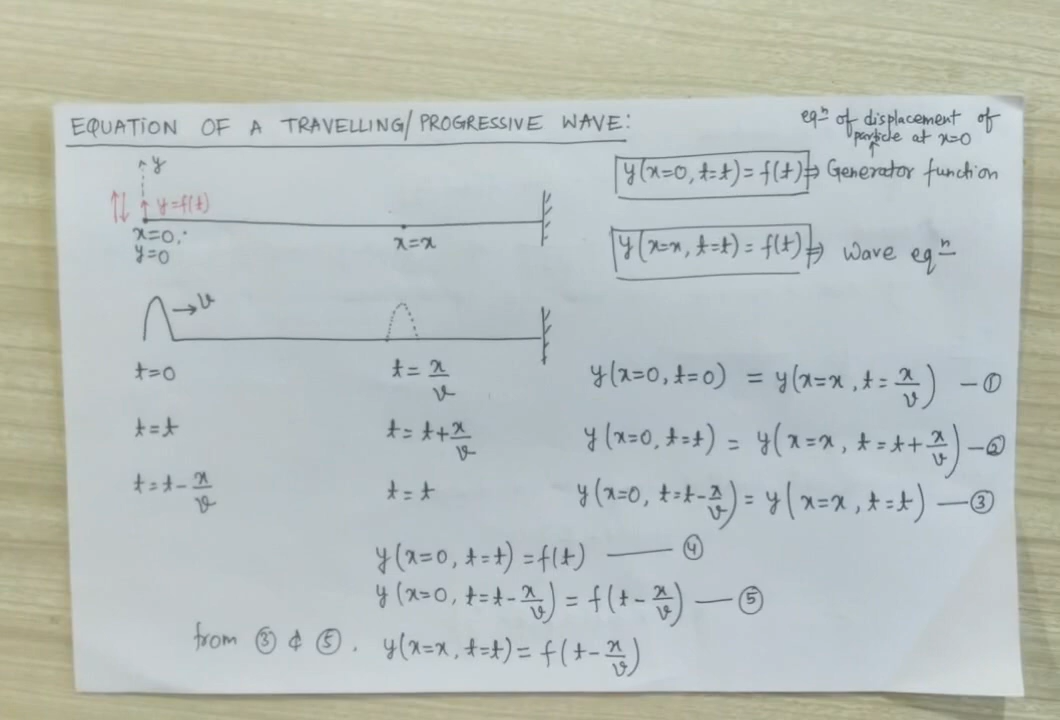 EQUATION OF A TRAVELLING/PROGRESSIVE WAVE:
eqⁿ of displacement of
particle at x=0
y
y=f(t)
x=0,
y=0
x=x
y(x=0, t=t)=f(t) ⇒ Generator function
y(x=x, t=t)=f(t) ⇒ Wave eqⁿ
→v
t=0 t=x/v y(x=0, t=0) = y(x=x, t=x/v) —①
t=t t=t+x/v y(x=0, t=t) = y(x=x, t=t+x/v) —②
t=t-x/v t=t y(x=0, t=t-x/v) = y(x=x, t=t) —③
y(x=0, t=t)=f(t) —④
y(x=0, t=t-x/v) = f(t-x/v) —⑤
from ③ & ⑤. y(x=x, t=t)= f(t-x/v)